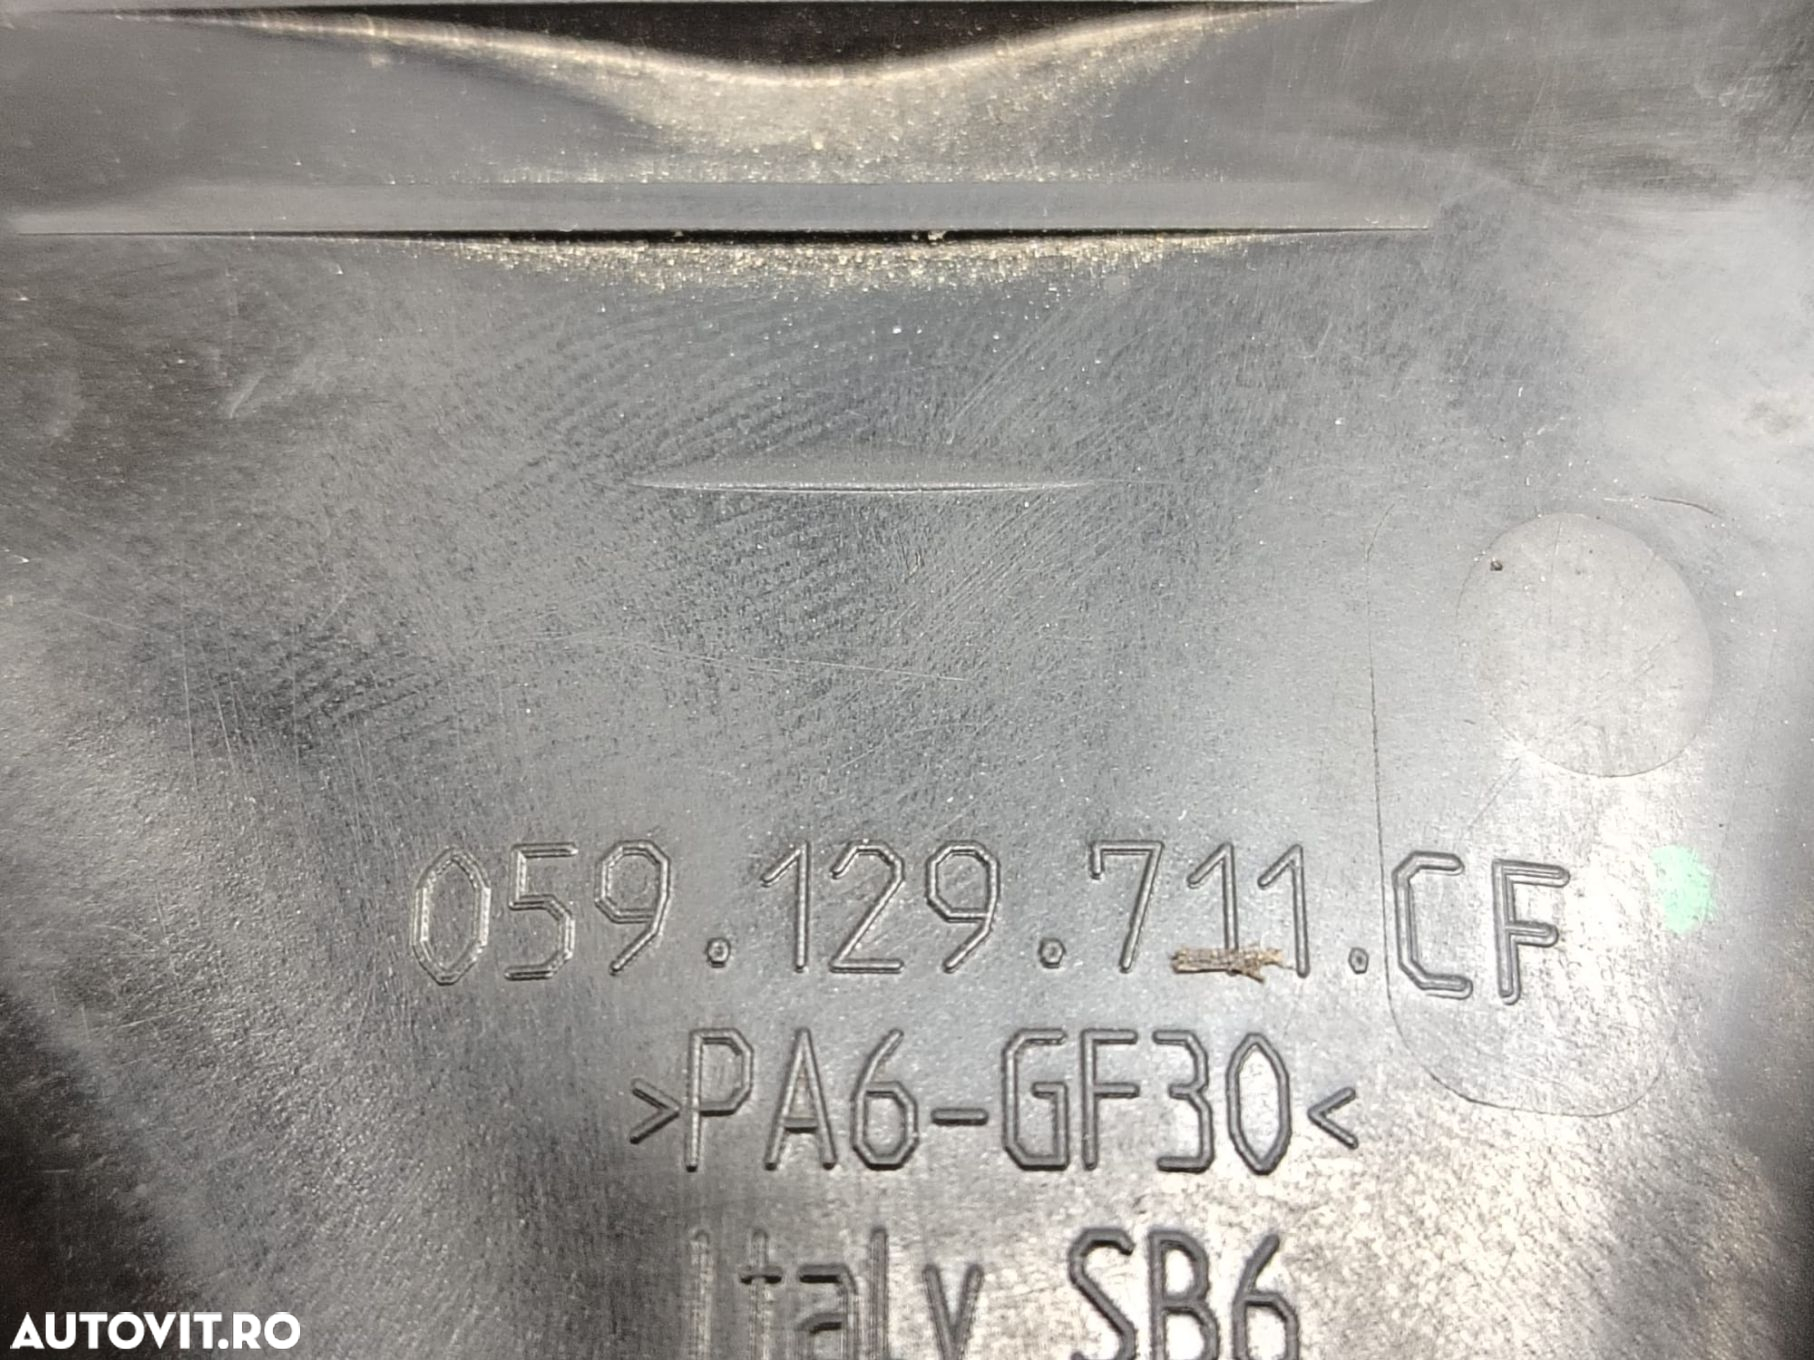 059.129.711.CF
>PA6-GF30<
Italy SB6
AUTOVIT.RO